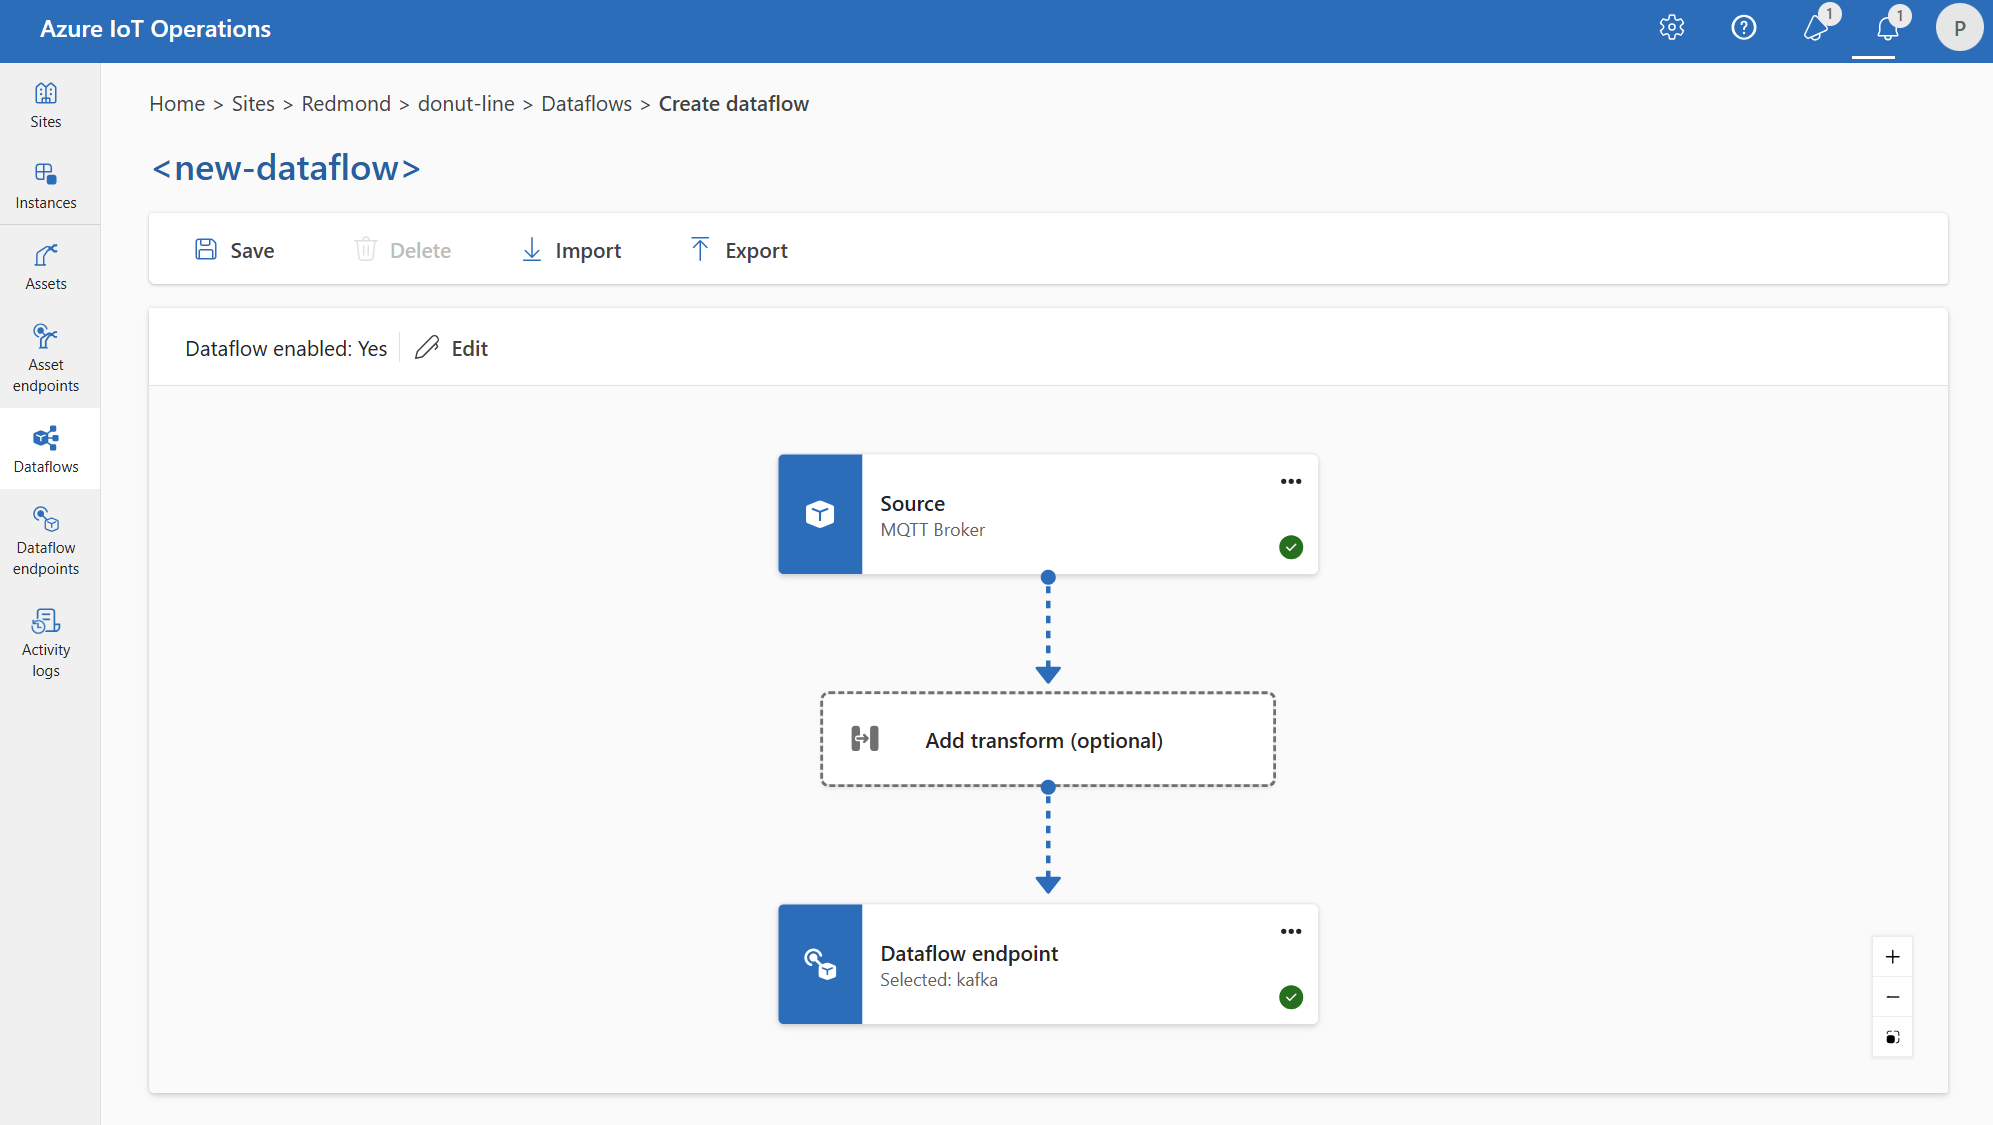 Azure IoT Operations
1
1
P
Sites
Instances
Assets
Asset
endpoints
Dataflows
Dataflow
endpoints
Activity
logs
Home > Sites > Redmond > donut-line > Dataflows > Create dataflow
<new-dataflow>
Save
Delete
Import
Export
Dataflow enabled: Yes
Edit
Source
MQTT Broker
Add transform (optional)
Dataflow endpoint
Selected: kafka